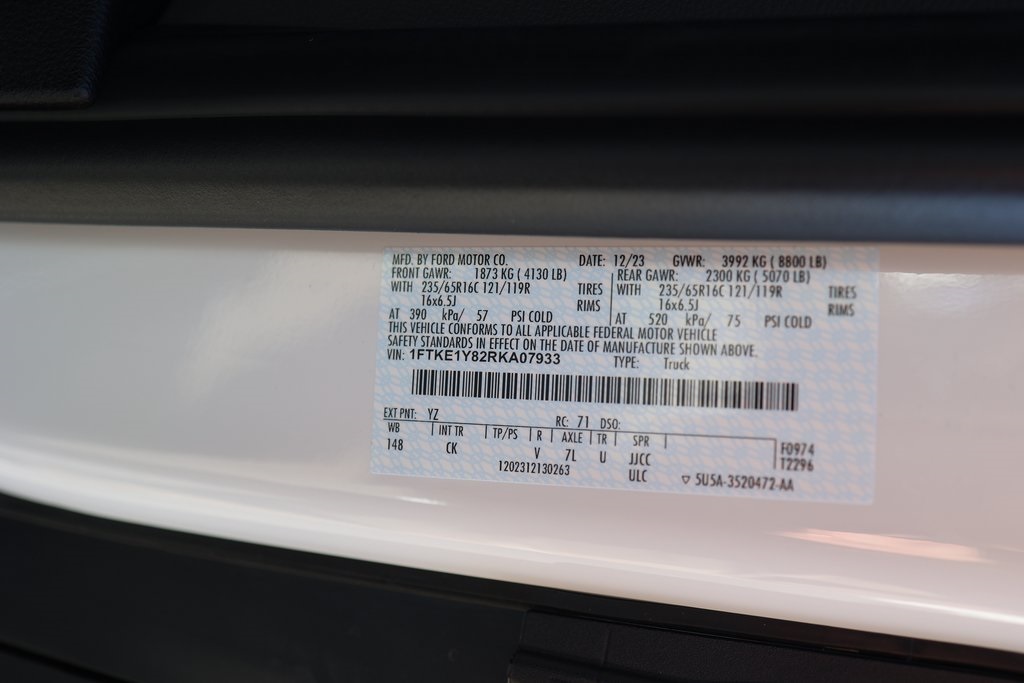 MFD. BY FORD MOTOR CO. DATE: 12/23 GVWR: 3992 KG ( 8800 LB)
FRONT GAWR: 1873 KG ( 4130 LB) REAR GAWR: 2300 KG ( 5070 LB)
WITH 235/65R16C 121/119R TIRES WITH 235/65R16C 121/119R TIRES
16x6.5J RIMS 16x6.5J RIMS
AT 390 kPa/ 57 PSI COLD AT 520 kPa/ 75 PSI COLD
THIS VEHICLE CONFORMS TO ALL APPLICABLE FEDERAL MOTOR VEHICLE
SAFETY STANDARDS IN EFFECT ON THE DATE OF MANUFACTURE SHOWN ABOVE.
VIN: 1FTKE1Y82RKA07933 TYPE: Truck
EXT PNT: YZ RC: 71 DSO:
WB INT TR TP/PS R AXLE TR SPR F0974
148 CK V 7L U JJCC T2296
1202312130263 ULC ▽ 5U5A-3520472-AA